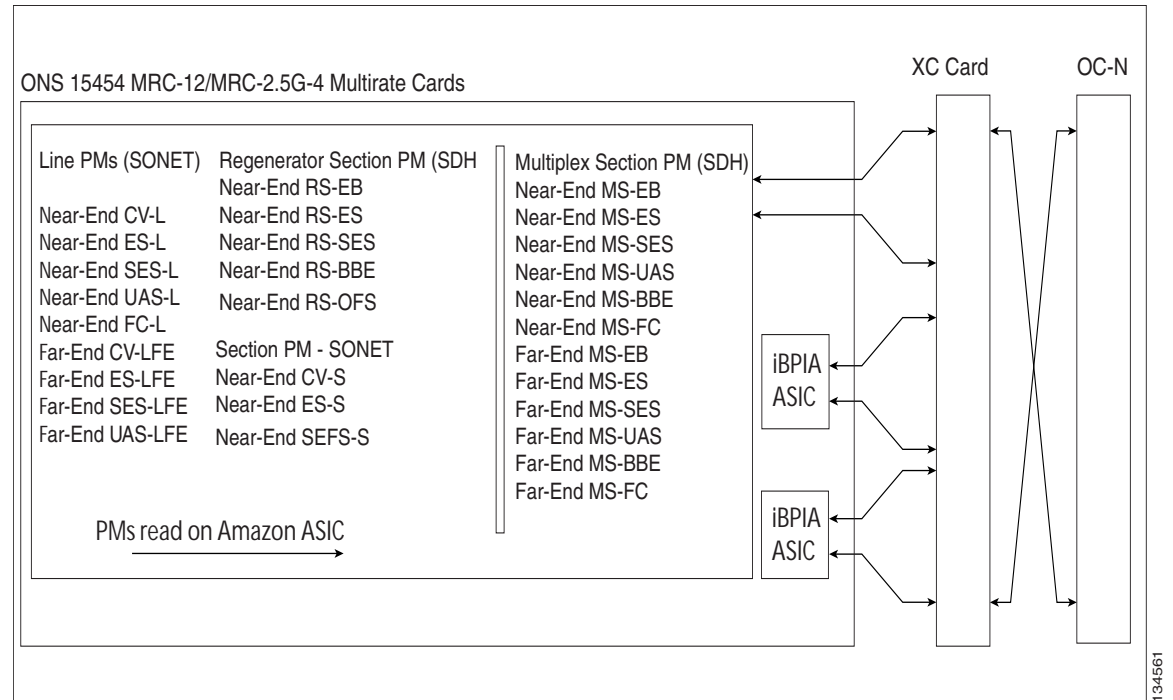 XC Card
OC-N
ONS 15454 MRC-12/MRC-2.5G-4 Multirate Cards
Line PMs (SONET)
Near-End CV-L
Near-End ES-L
Near-End SES-L
Near-End UAS-L
Near-End FC-L
Far-End CV-LFE
Far-End ES-LFE
Far-End SES-LFE
Far-End UAS-LFE
Regenerator Section PM (SDH
Near-End RS-EB
Near-End RS-ES
Near-End RS-SES
Near-End RS-BBE
Near-End RS-OFS
Section PM - SONET
Near-End CV-S
Near-End ES-S
Near-End SEFS-S
Multiplex Section PM (SDH)
Near-End MS-EB
Near-End MS-ES
Near-End MS-SES
Near-End MS-UAS
Near-End MS-BBE
Near-End MS-FC
Far-End MS-EB
Far-End MS-ES
Far-End MS-SES
Far-End MS-UAS
Far-End MS-BBE
Far-End MS-FC
PMs read on Amazon ASIC
iBPIA
ASIC
iBPIA
ASIC
134561